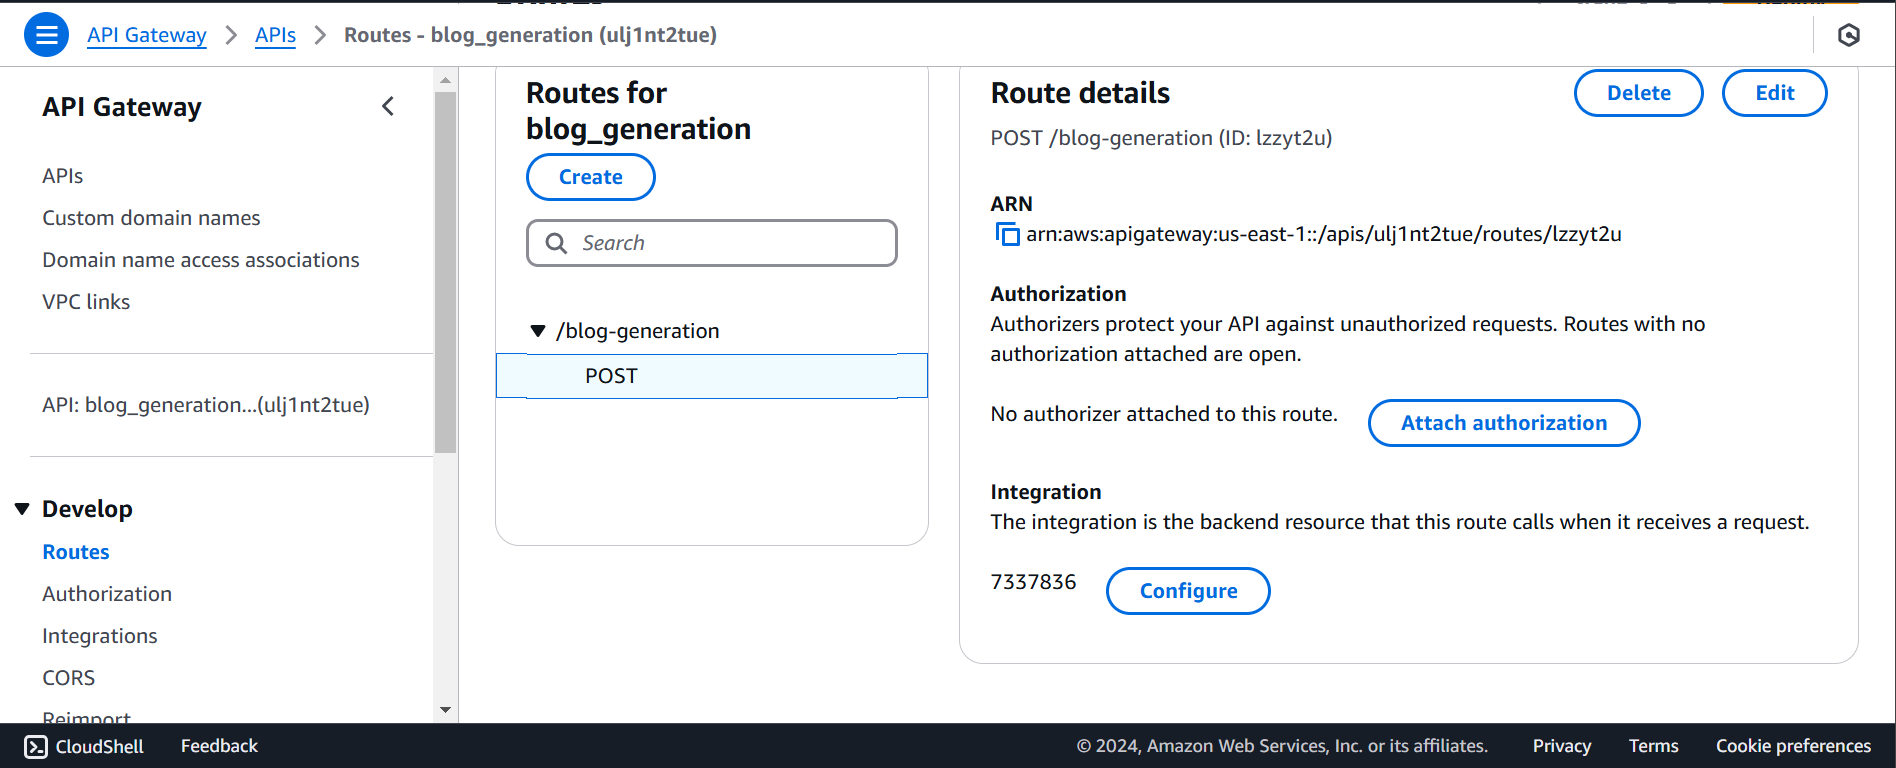 API Gateway > APIs > Routes - blog_generation (ulj1nt2tue)
API Gateway
APIs
Custom domain names
Domain name access associations
VPC links
API: blog_generation...(ulj1nt2tue)
Develop
Routes
Authorization
Integrations
CORS
Reimport
Routes for
blog_generation
Create
Search
/blog-generation
POST
Route details
Delete
Edit
POST /blog-generation (ID: lzzyt2u)
ARN
arn:aws:apigateway:us-east-1::/apis/ulj1nt2tue/routes/lzzyt2u
Authorization
Authorizers protect your API against unauthorized requests. Routes with no
authorization attached are open.
No authorizer attached to this route.
Attach authorization
Integration
The integration is the backend resource that this route calls when it receives a request.
7337836
Configure
CloudShell
Feedback
© 2024, Amazon Web Services, Inc. or its affiliates.
Privacy
Terms
Cookie preferences